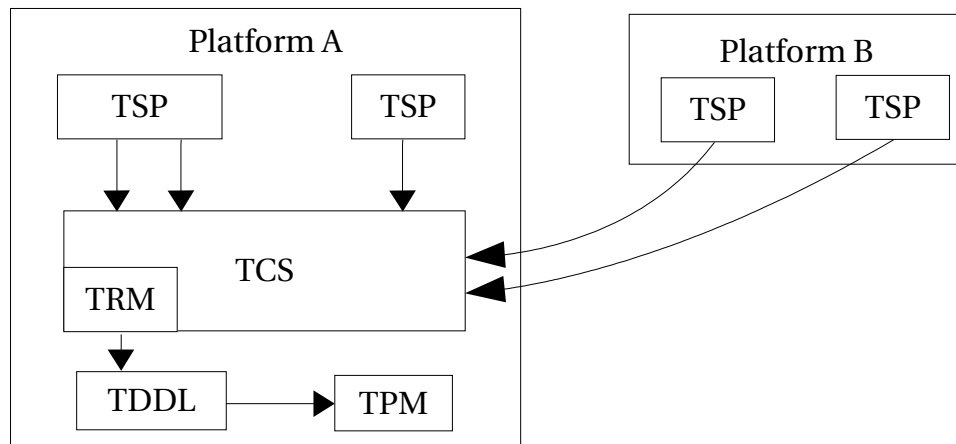 Platform A
TSP
TSP
TCS
TRM
TDDL
TPM
Platform B
TSP
TSP